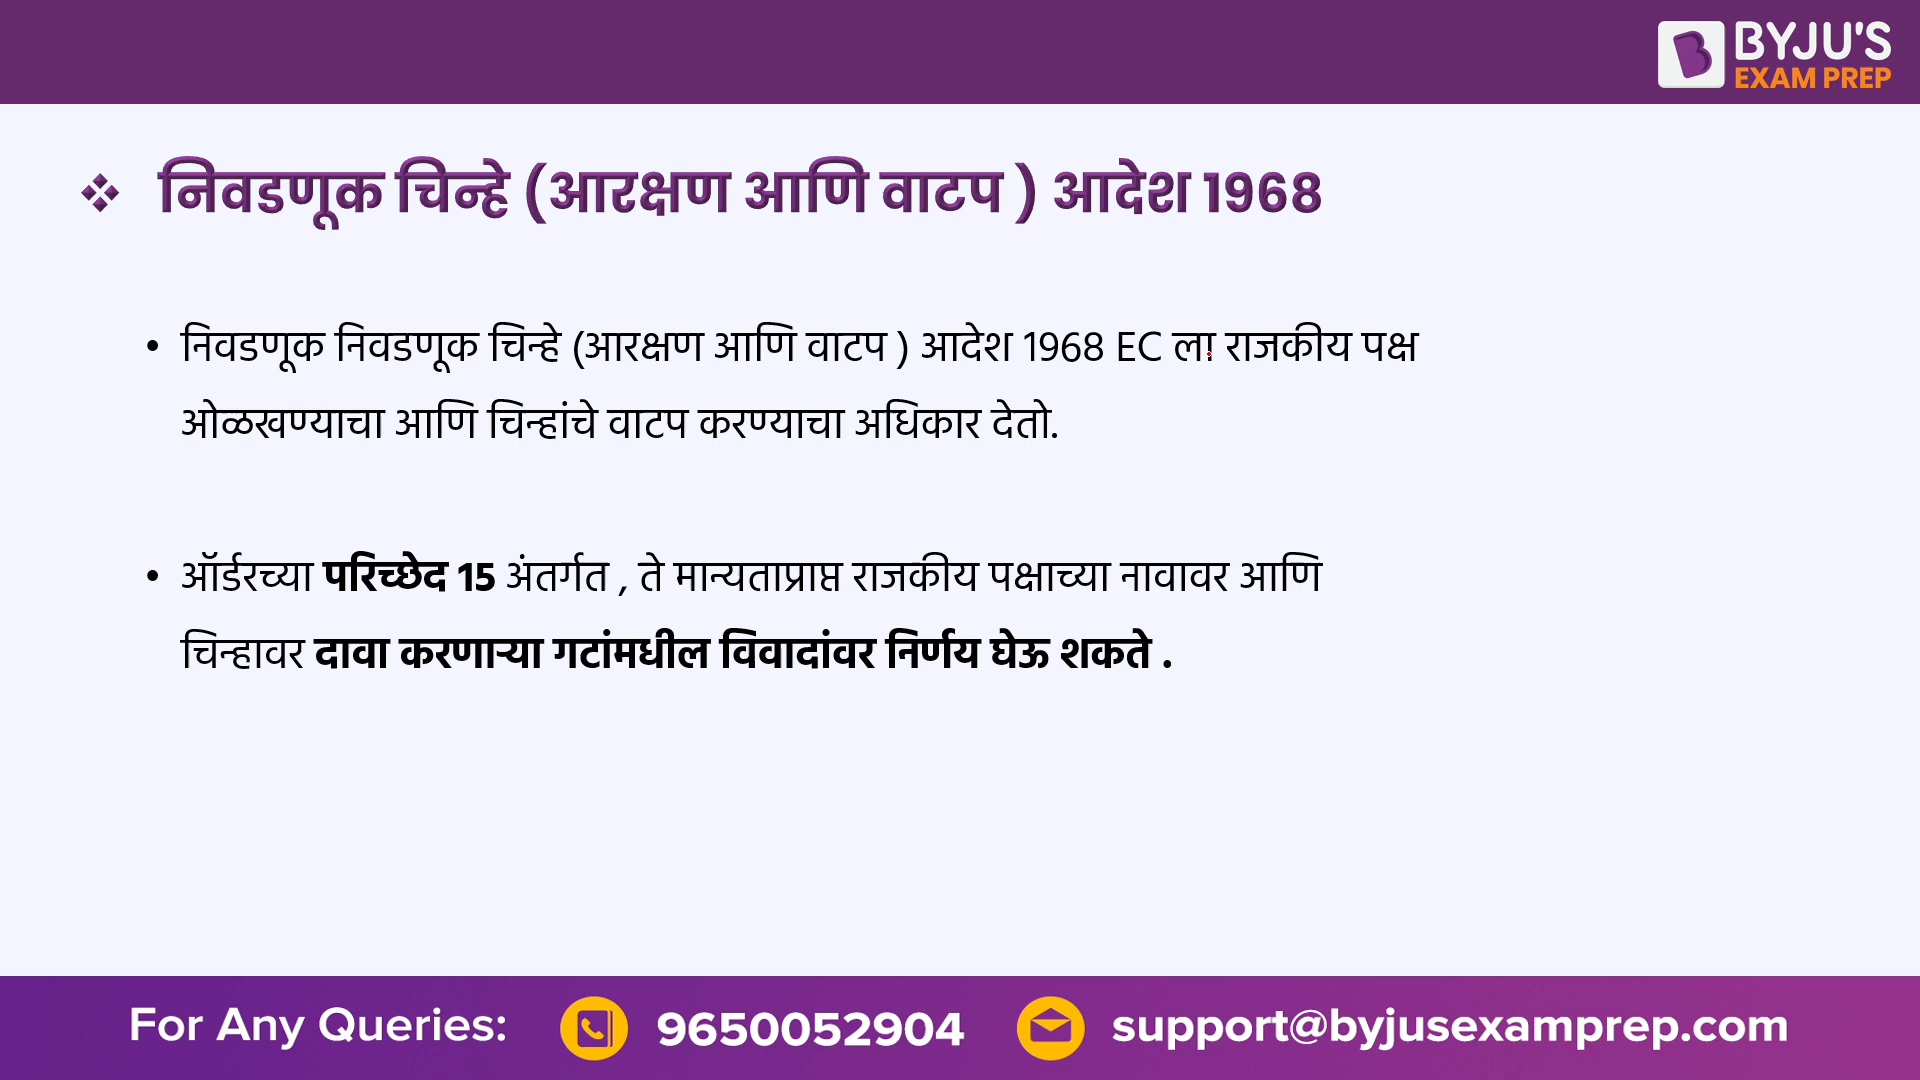 BYJU'S
EXAM PREP
❖ निवडणूक चिन्हे (आरक्षण आणि वाटप ) आदेश 1968
• निवडणूक निवडणूक चिन्हे (आरक्षण आणि वाटप ) आदेश 1968 EC ला राजकीय पक्ष
ओळखण्याचा आणि चिन्हांचे वाटप करण्याचा अधिकार देतो.
• ऑर्डरच्या परिच्छेद 15 अंतर्गत , ते मान्यताप्राप्त राजकीय पक्षाच्या नावावर आणि
चिन्हावर दावा करणाऱ्या गटांमधील विवादांवर निर्णय घेऊ शकते .
For Any Queries: 9650052904 support@byjusexamprep.com